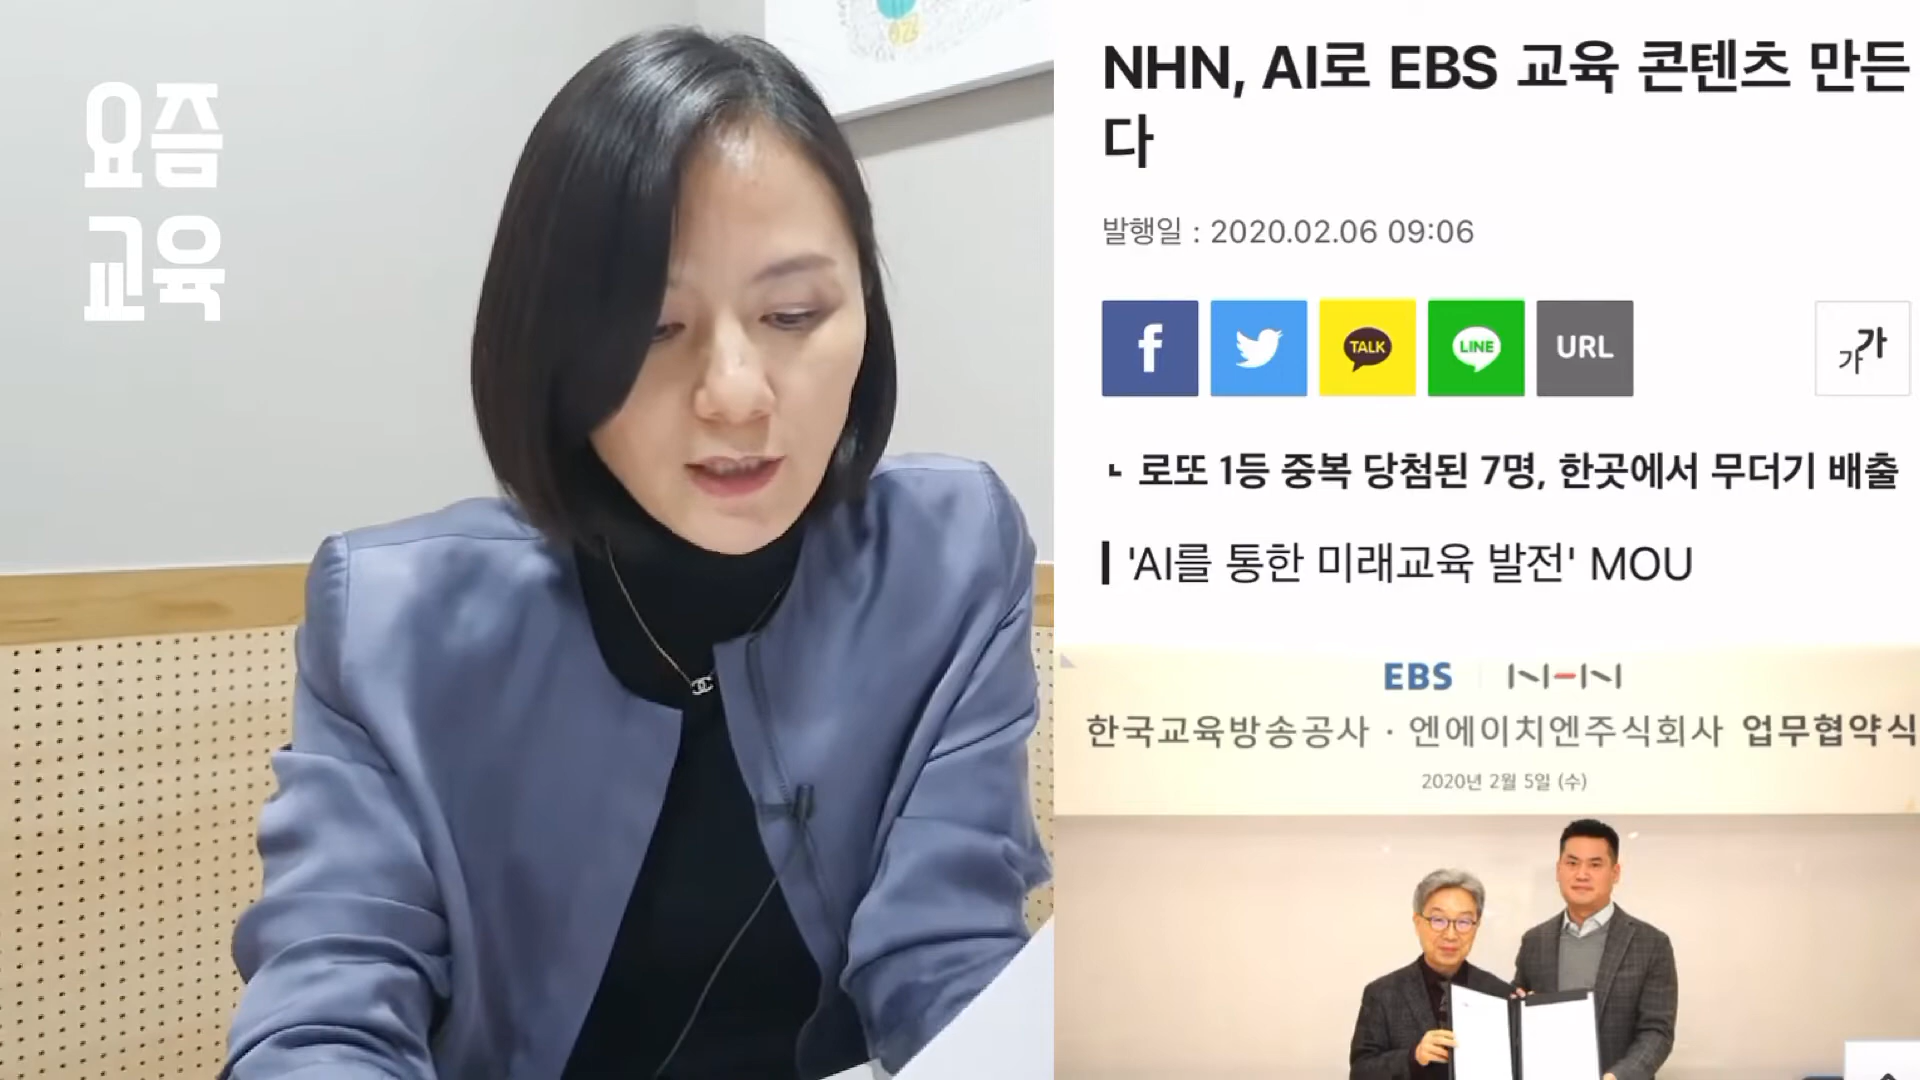 요즘
교육
NHN, AI로 EBS 교육 콘텐츠 만든
다
발행일 : 2020.02.06 09:06
f
TALK
LINE
URL
가가
ㄴ 로또 1등 중복 당첨된 7명, 한곳에서 무더기 배출
'AI를 통한 미래교육 발전' MOU
EBS NHN
한국교육방송공사 · 엔에이치엔주식회사 업무협약식
2020년 2월 5일 (수)